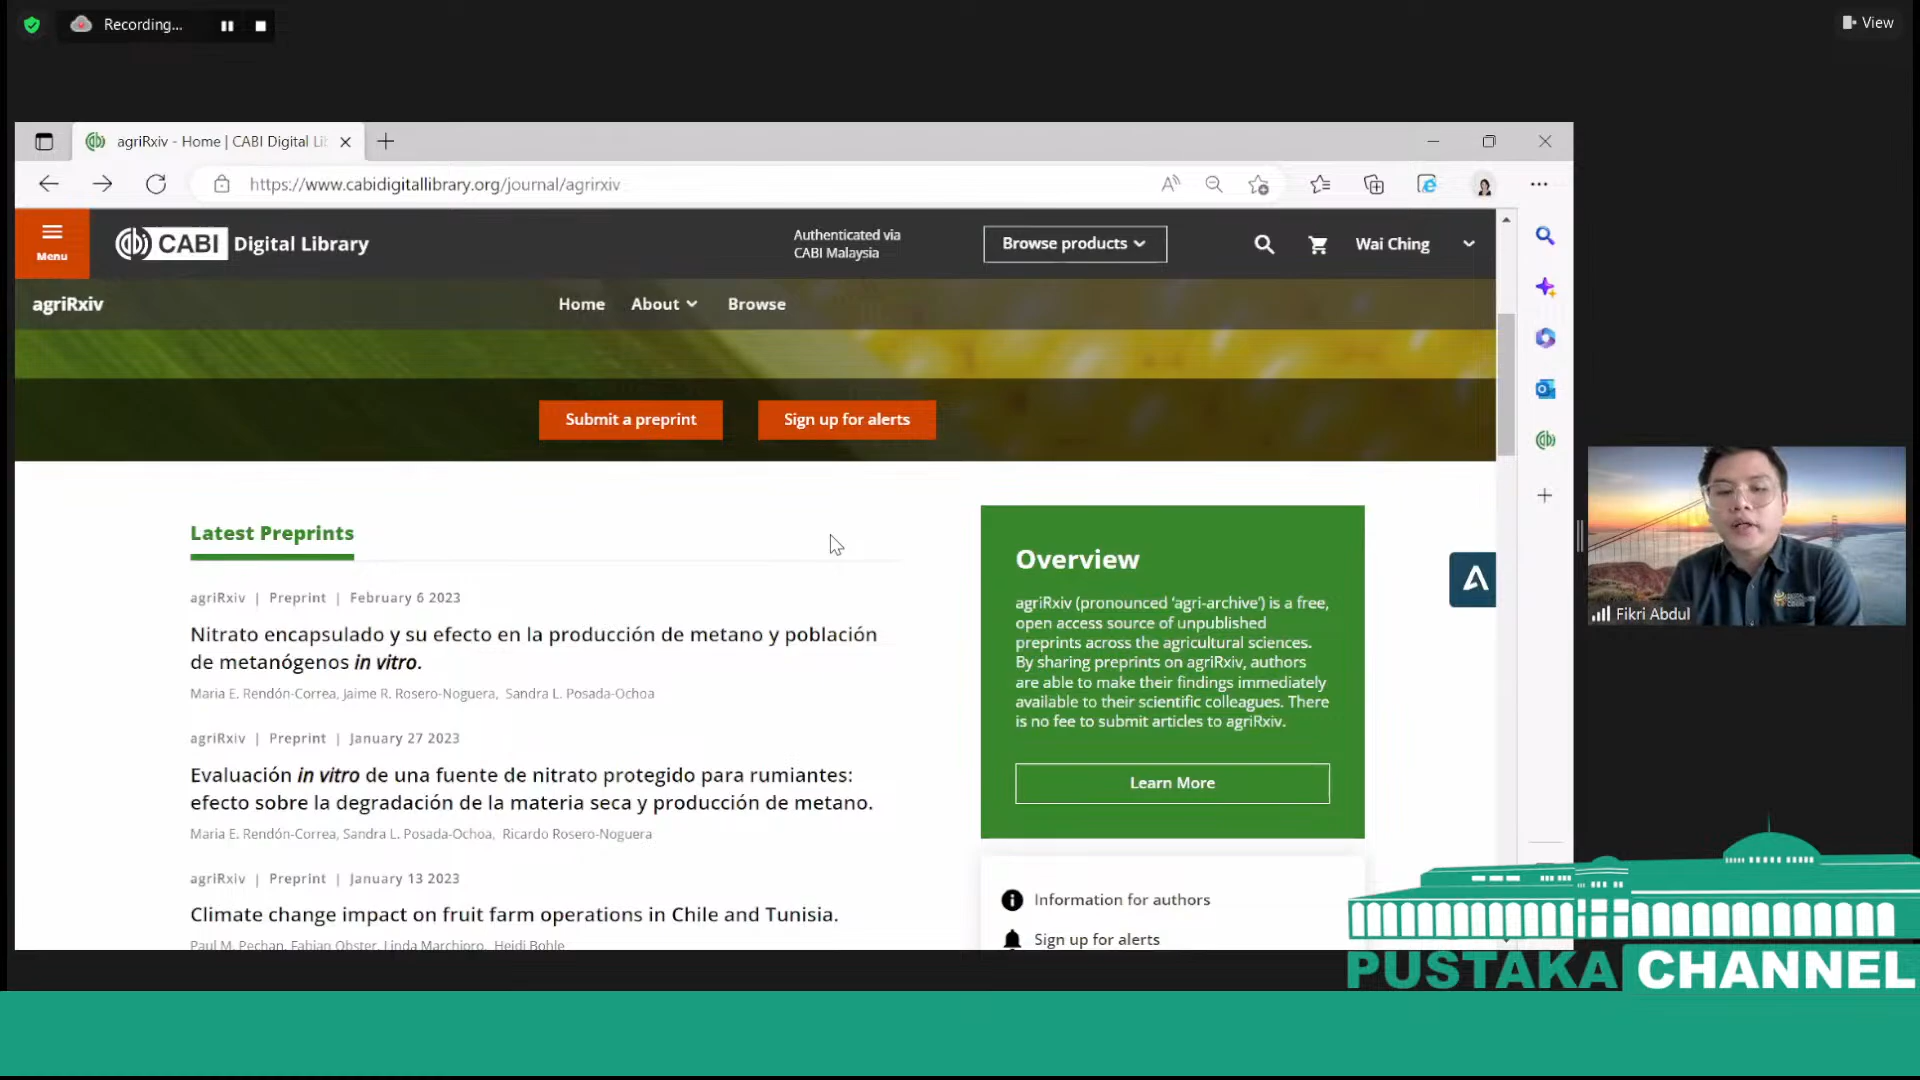 Recording...
View
agriRxiv - Home | CABI Digital Li
https://www.cabidigitallibrary.org/journal/agrirxiv
Menu
CABI Digital Library
Authenticated via
CABI Malaysia
Browse products
Wai Ching
agriRxiv
Home
About
Browse
Submit a preprint
Sign up for alerts
Latest Preprints
agriRxiv | Preprint | February 6 2023
Nitrato encapsulado y su efecto en la producción de metano y población
de metanógenos in vitro.
Maria E. Rendón-Correa, Jaime R. Rosero-Noguera, Sandra L. Posada-Ochoa
agriRxiv | Preprint | January 27 2023
Evaluación in vitro de una fuente de nitrato protegido para rumiantes:
efecto sobre la degradación de la materia seca y producción de metano.
Maria E. Rendón-Correa, Sandra L. Posada-Ochoa, Ricardo Rosero-Noguera
agriRxiv | Preprint | January 13 2023
Climate change impact on fruit farm operations in Chile and Tunisia.
Paul M. Pechan, Fabian Obster, Linda Marchioro, Heidi Bohle
Overview
agriRxiv (pronounced ‘agri-archive’) is a free,
open access source of unpublished
preprints across the agricultural sciences.
By sharing preprints on agriRxiv, authors
are able to make their findings immediately
available to their scientific colleagues. There
is no fee to submit articles to agriRxiv.
Learn More
Information for authors
Sign up for alerts
Fikri Abdul
PUSTAKA CHANNEL